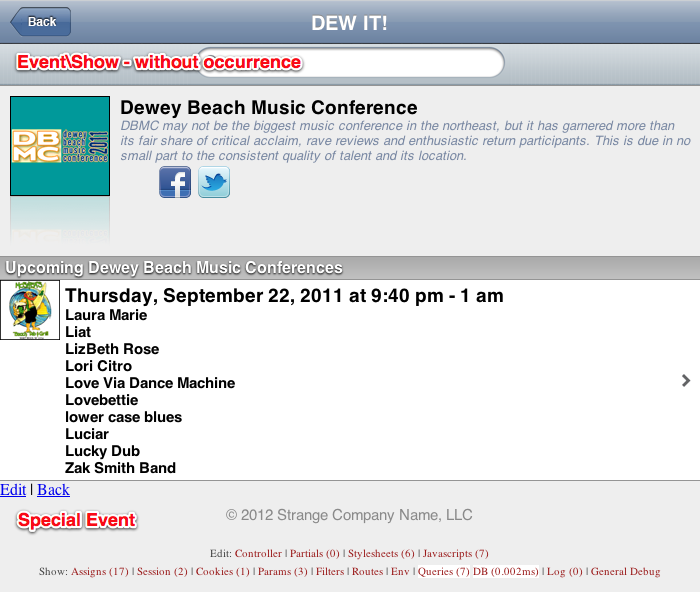 Back
DEW IT!
Event\Show - without occurrence
DB
MC
dewey
beach
music
conference
2011
Dewey Beach Music Conference
DBMC may not be the biggest music conference in the northeast, but it has garnered more than
its fair share of critical acclaim, rave reviews and enthusiastic return participants. This is due in no
small part to the consistent quality of talent and its location.
Upcoming Dewey Beach Music Conferences
Thursday, September 22, 2011 at 9:40 pm - 1 am
Laura Marie
Liat
LizBeth Rose
Lori Citro
Love Via Dance Machine
Lovebettie
lower case blues
Luciar
Lucky Dub
Zak Smith Band
Edit | Back
Special Event
© 2012 Strange Company Name, LLC
Edit: Controller | Partials (0) | Stylesheets (6) | Javascripts (7)
Show: Assigns (17) | Session (2) | Cookies (1) | Params (3) | Filters | Routes | Env | Queries (7) DB (0.002ms) | Log (0) | General Debug